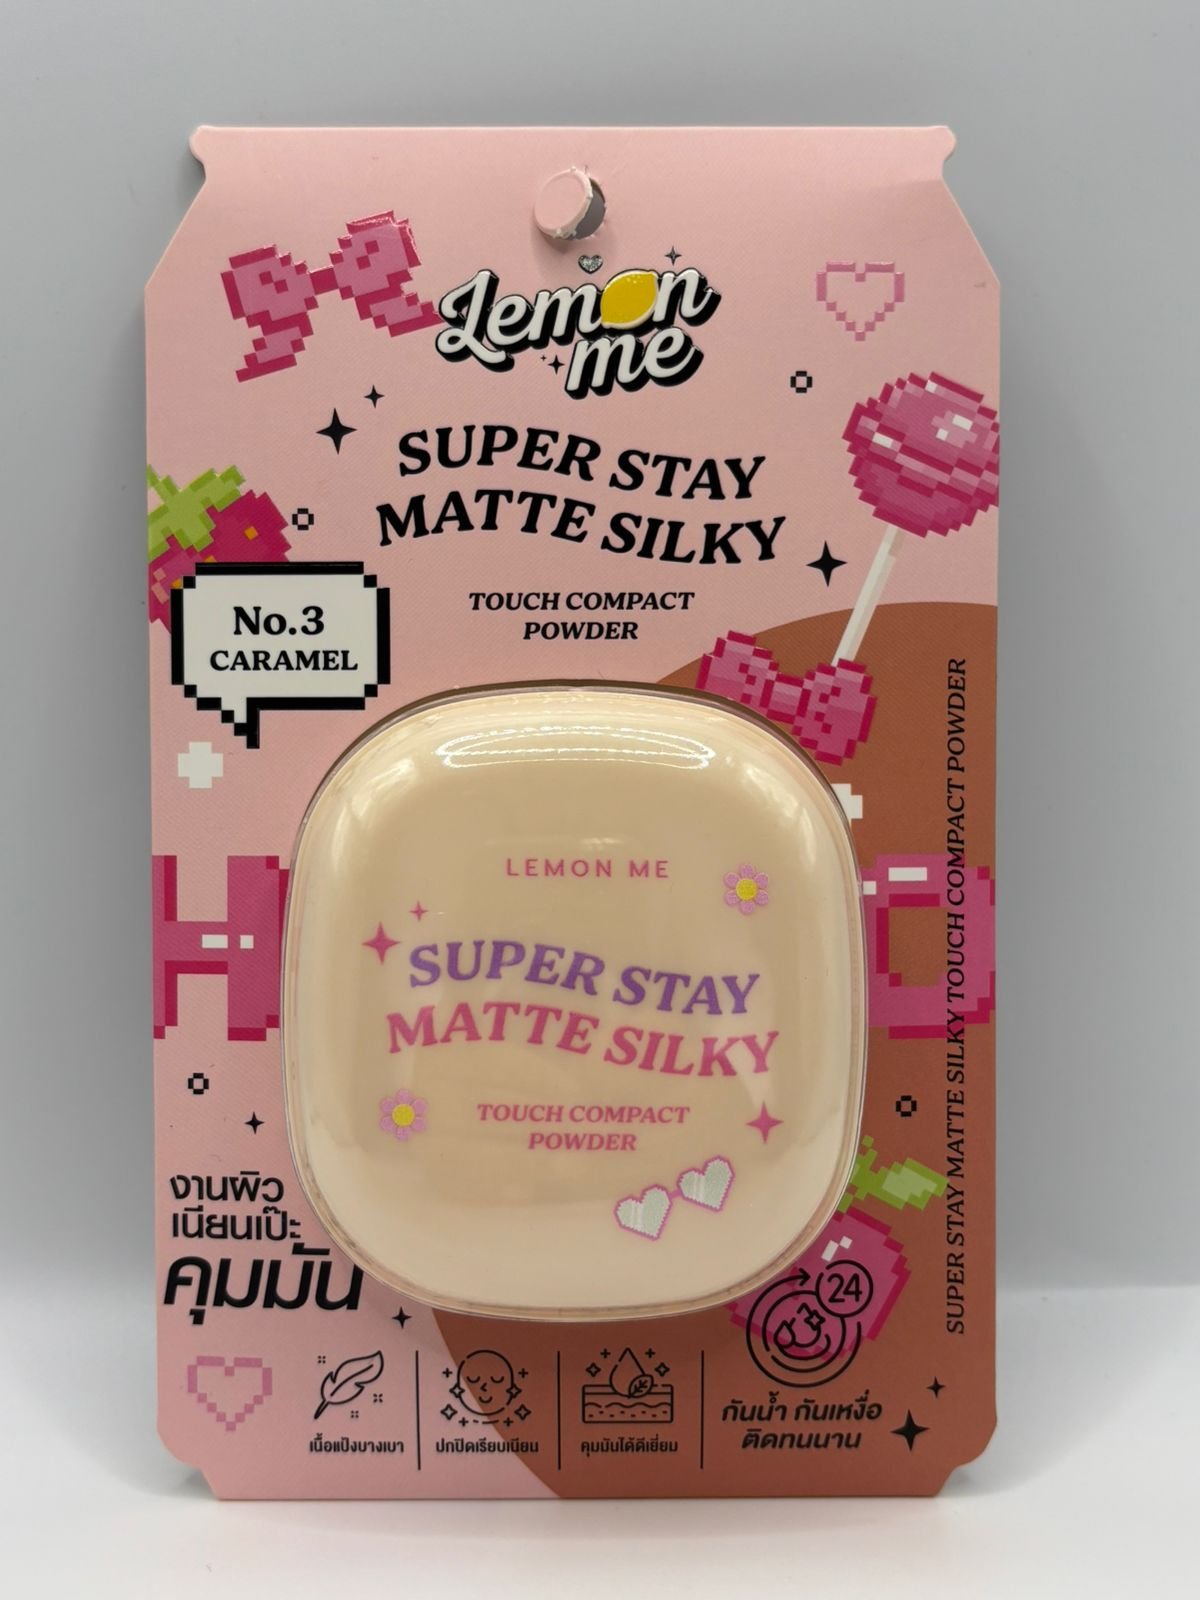 Lemon
me
SUPER STAY
MATTE SILKY
TOUCH COMPACT
POWDER
No.3
CARAMEL
LEMON ME
SUPER STAY
MATTE SILKY
TOUCH COMPACT
POWDER
SUPER STAY MATTE SILKY TOUCH COMPACT POWDER
งานผิว
เนียนเป๊ะ
คุมมัน
เนื้อแป้งบางเบา
ปกปิดเรียบเนียน
คุมมันได้ดีเยี่ยม
24
กันน้ำ กันเหงื่อ
ติดทนนาน